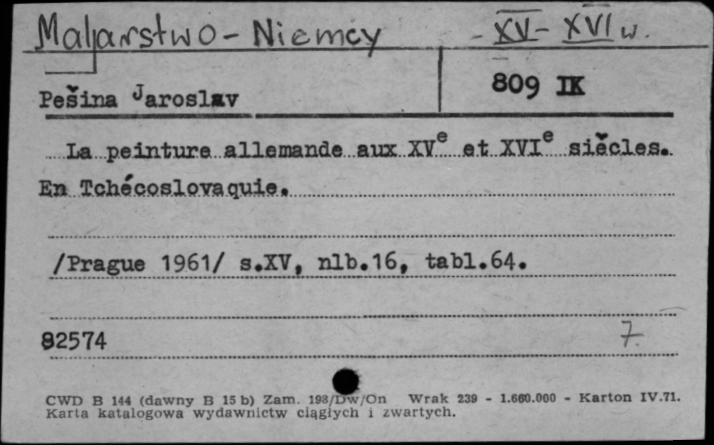 Malarstwo - Niemcy - XV - XVI w.
809 IK
Pešina Jaroslav
La peinture allemande aux XVe et XVIe siěcles.
En Tchécoslovaquie.
/Prague 1961/ s.XV, nlb.16, tabl.64.
82574 7.
CWD B 144 (dawny B 15 b) Zam. 198/Dw/On Wrak 239 - 1.660.000 - Karton IV.71.
Karta katalogowa wydawnictw ciągłych i zwartych.